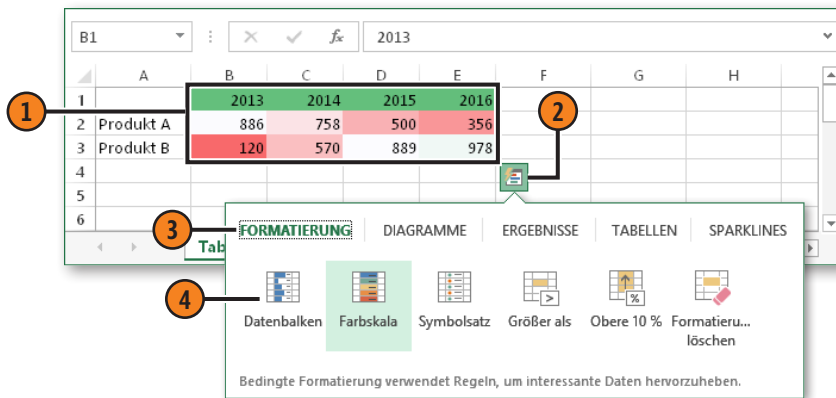 B1 2013
A B C D E F G H
1 2013 2014 2015 2016
2 Produkt A 886 758 500 356
3 Produkt B 120 570 889 978
4
5
6
1
2
3
4
Tab
FORMATIERUNG DIAGRAMME ERGEBNISSE TABELLEN SPARKLINES
Datenbalken Farbskala Symbolsatz Größer als Obere 10 % Formatieru...
löschen
Bedingte Formatierung verwendet Regeln, um interessante Daten hervorzuheben.